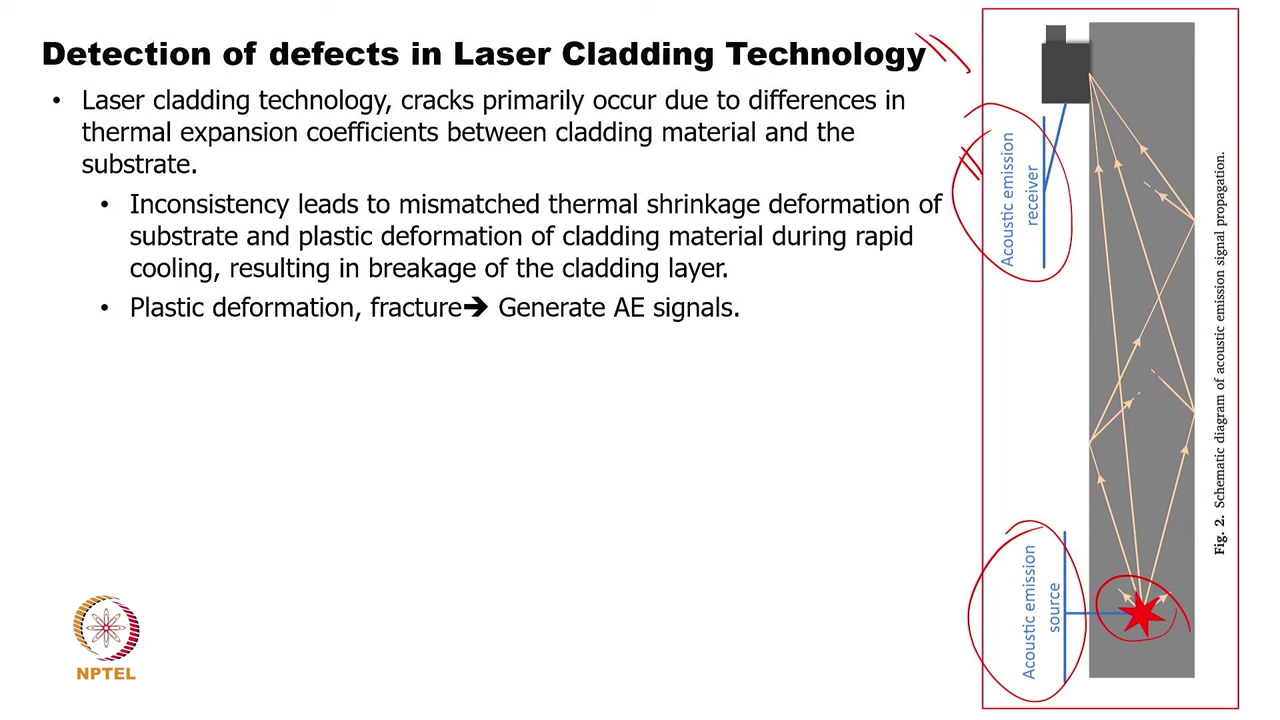 Detection of defects in Laser Cladding Technology
• Laser cladding technology, cracks primarily occur due to differences in
thermal expansion coefficients between cladding material and the
substrate.
• Inconsistency leads to mismatched thermal shrinkage deformation of
substrate and plastic deformation of cladding material during rapid
cooling, resulting in breakage of the cladding layer.
• Plastic deformation, fracture➔ Generate AE signals.
Acoustic emission
receiver
Acoustic emission
source
Fig. 2. Schematic diagram of acoustic emission signal propagation.
NPTEL